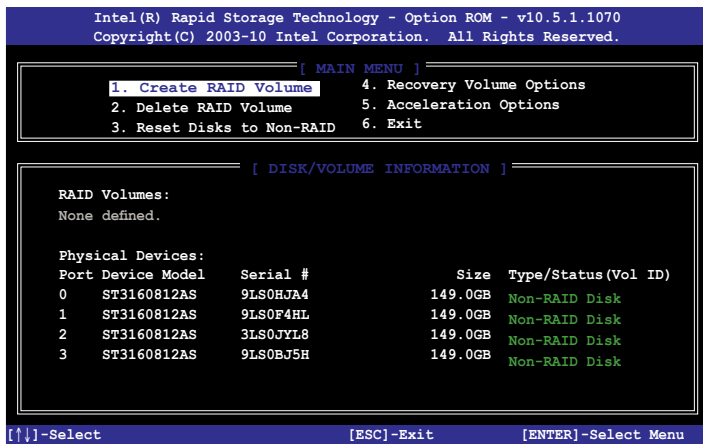 Intel(R) Rapid Storage Technology - Option ROM - v10.5.1.1070
Copyright(C) 2003-10 Intel Corporation. All Rights Reserved.
[ MAIN MENU ]
1. Create RAID Volume 4. Recovery Volume Options
2. Delete RAID Volume 5. Acceleration Options
3. Reset Disks to Non-RAID 6. Exit
[ DISK/VOLUME INFORMATION ]
RAID Volumes:
None defined.
Physical Devices:
Port Device Model Serial # Size Type/Status(Vol ID)
0 ST3160812AS 9LS0HJA4 149.0GB Non-RAID Disk
1 ST3160812AS 9LS0F4HL 149.0GB Non-RAID Disk
2 ST3160812AS 3LS0JYL8 149.0GB Non-RAID Disk
3 ST3160812AS 9LS0BJ5H 149.0GB Non-RAID Disk
[↑↓]-Select [ESC]-Exit [ENTER]-Select Menu